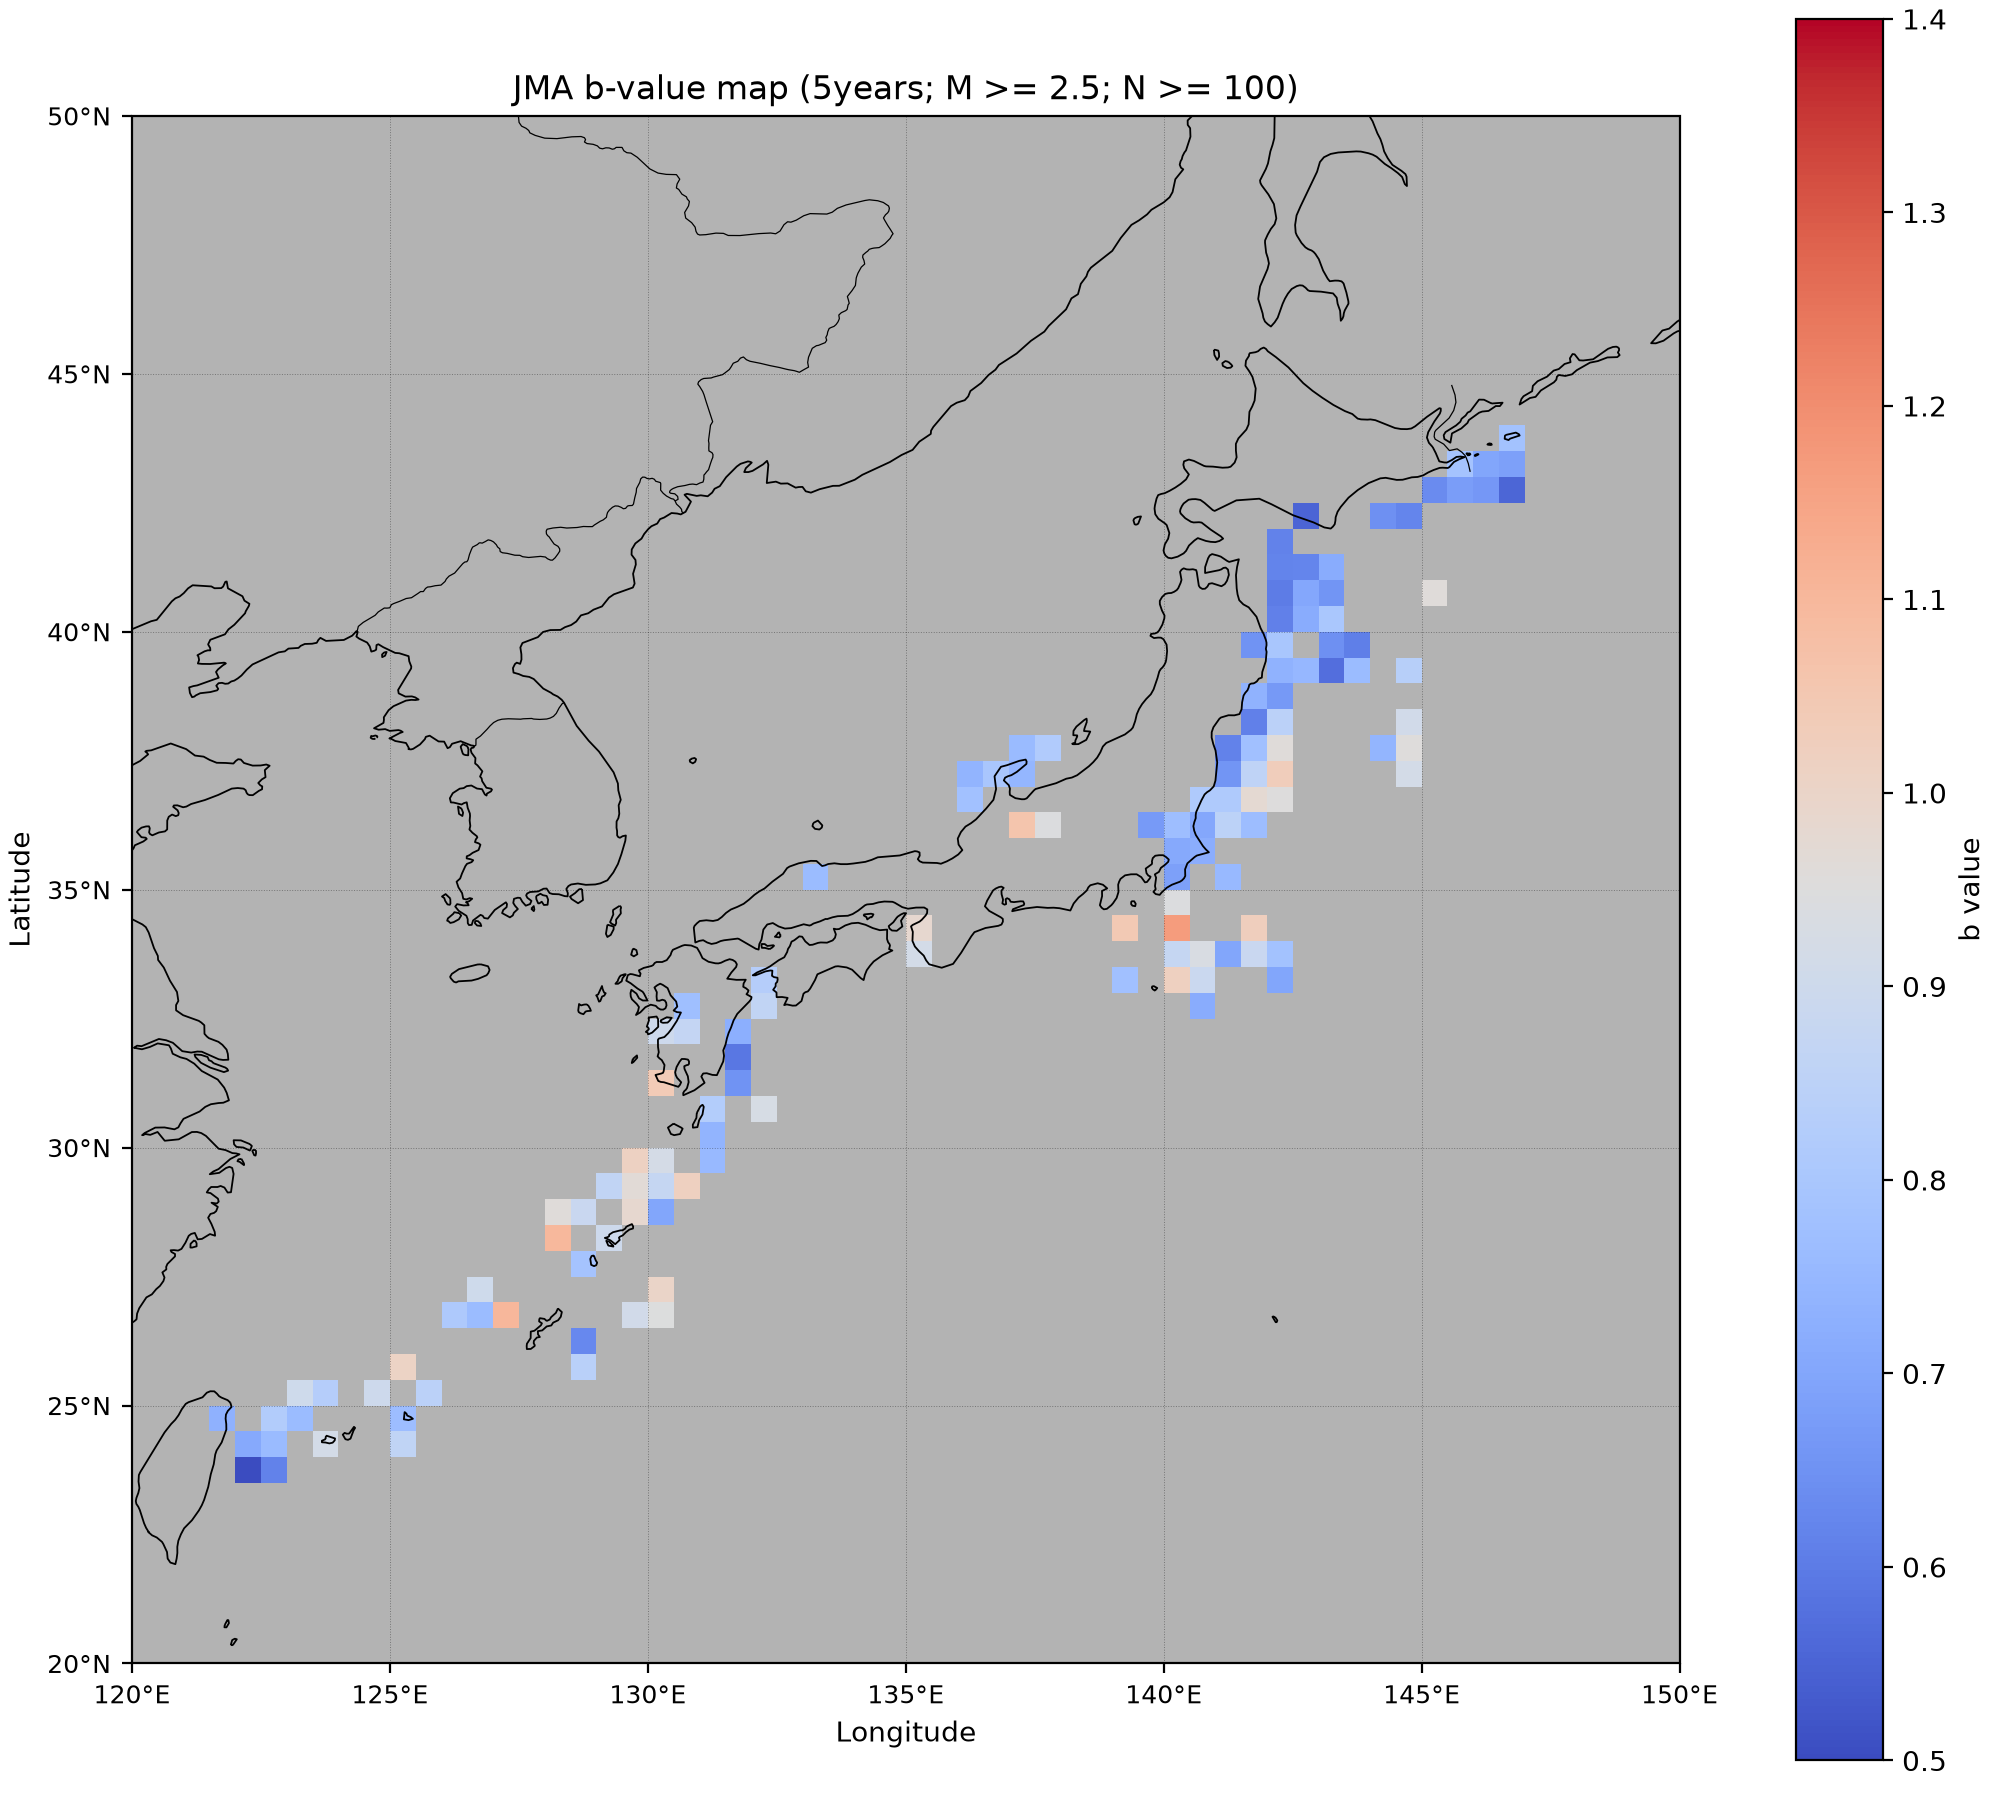 JMA b-value map (5years; M >= 2.5; N >= 100)
50°N
45°N
40°N
35°N
30°N
25°N
20°N
Latitude
120°E
125°E
130°E
135°E
140°E
145°E
150°E
Longitude
1.4
1.3
1.2
1.1
1.0
0.9
0.8
0.7
0.6
0.5
b value